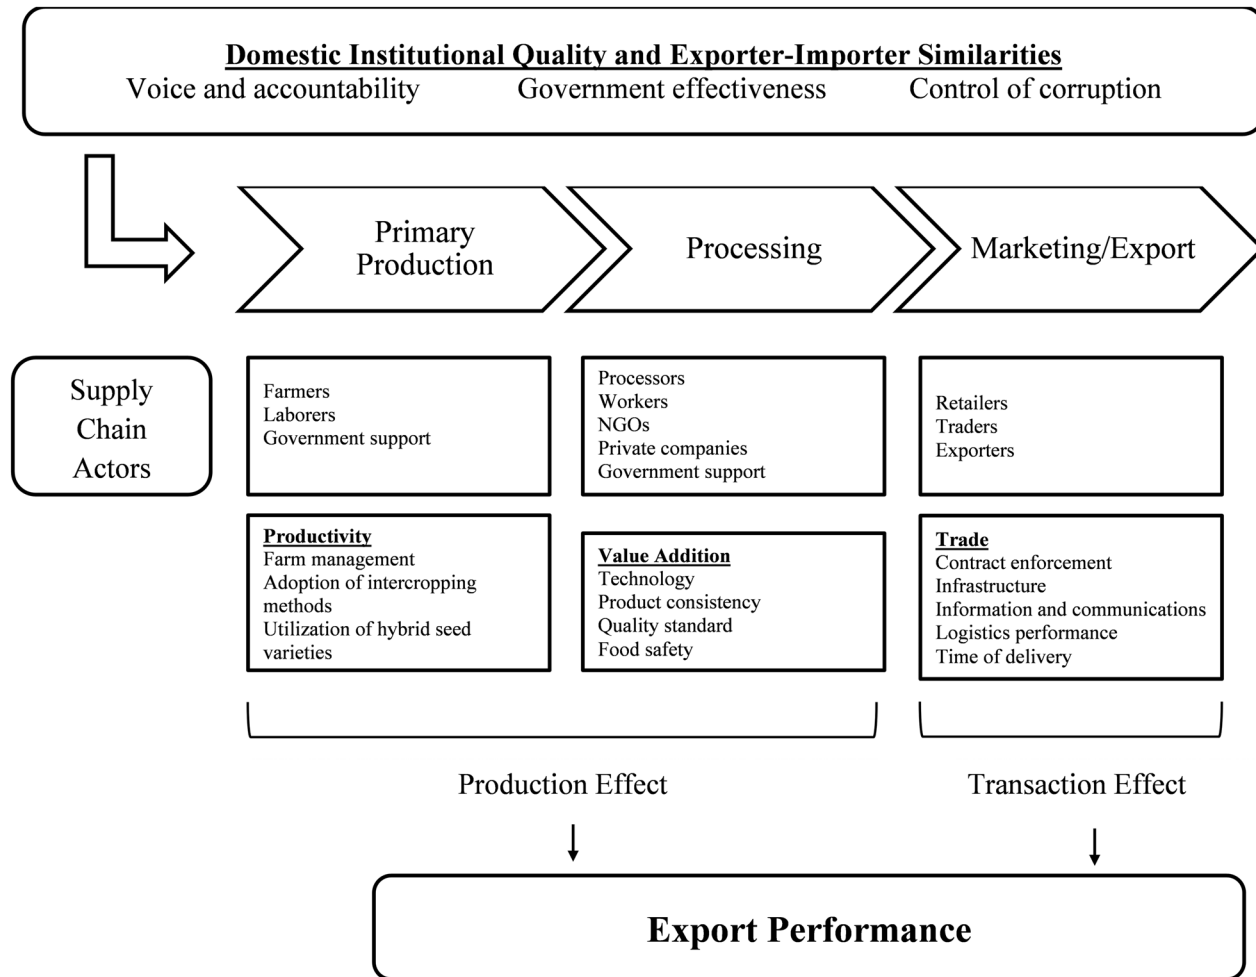 Domestic Institutional Quality and Exporter-Importer Similarities
Voice and accountability Government effectiveness Control of corruption
Primary
Production
Processing
Marketing/Export
Supply
Chain
Actors
Farmers
Laborers
Government support
Processors
Workers
NGOs
Private companies
Government support
Retailers
Traders
Exporters
Productivity
Farm management
Adoption of intercropping
methods
Utilization of hybrid seed
varieties
Value Addition
Technology
Product consistency
Quality standard
Food safety
Trade
Contract enforcement
Infrastructure
Information and communications
Logistics performance
Time of delivery
Production Effect
Transaction Effect
Export Performance